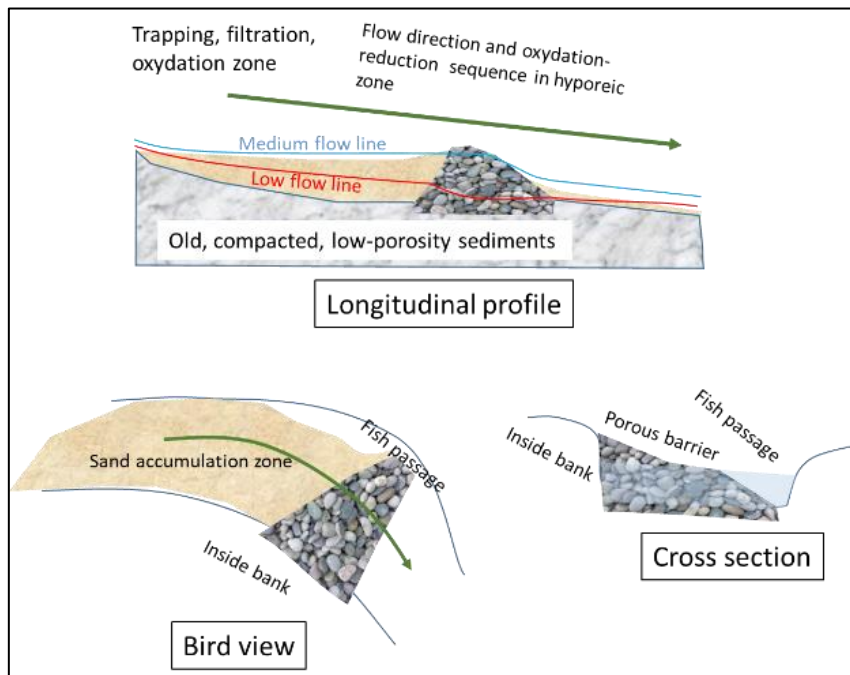 Trapping, filtration,
oxydation zone
Flow direction and oxydation-
reduction sequence in hyporeic
zone
Medium flow line
Low flow line
Old, compacted, low-porosity sediments
Longitudinal profile
Sand accumulation zone
Fish passage
Inside bank
Bird view
Inside bank
Porous barrier
Fish passage
Cross section